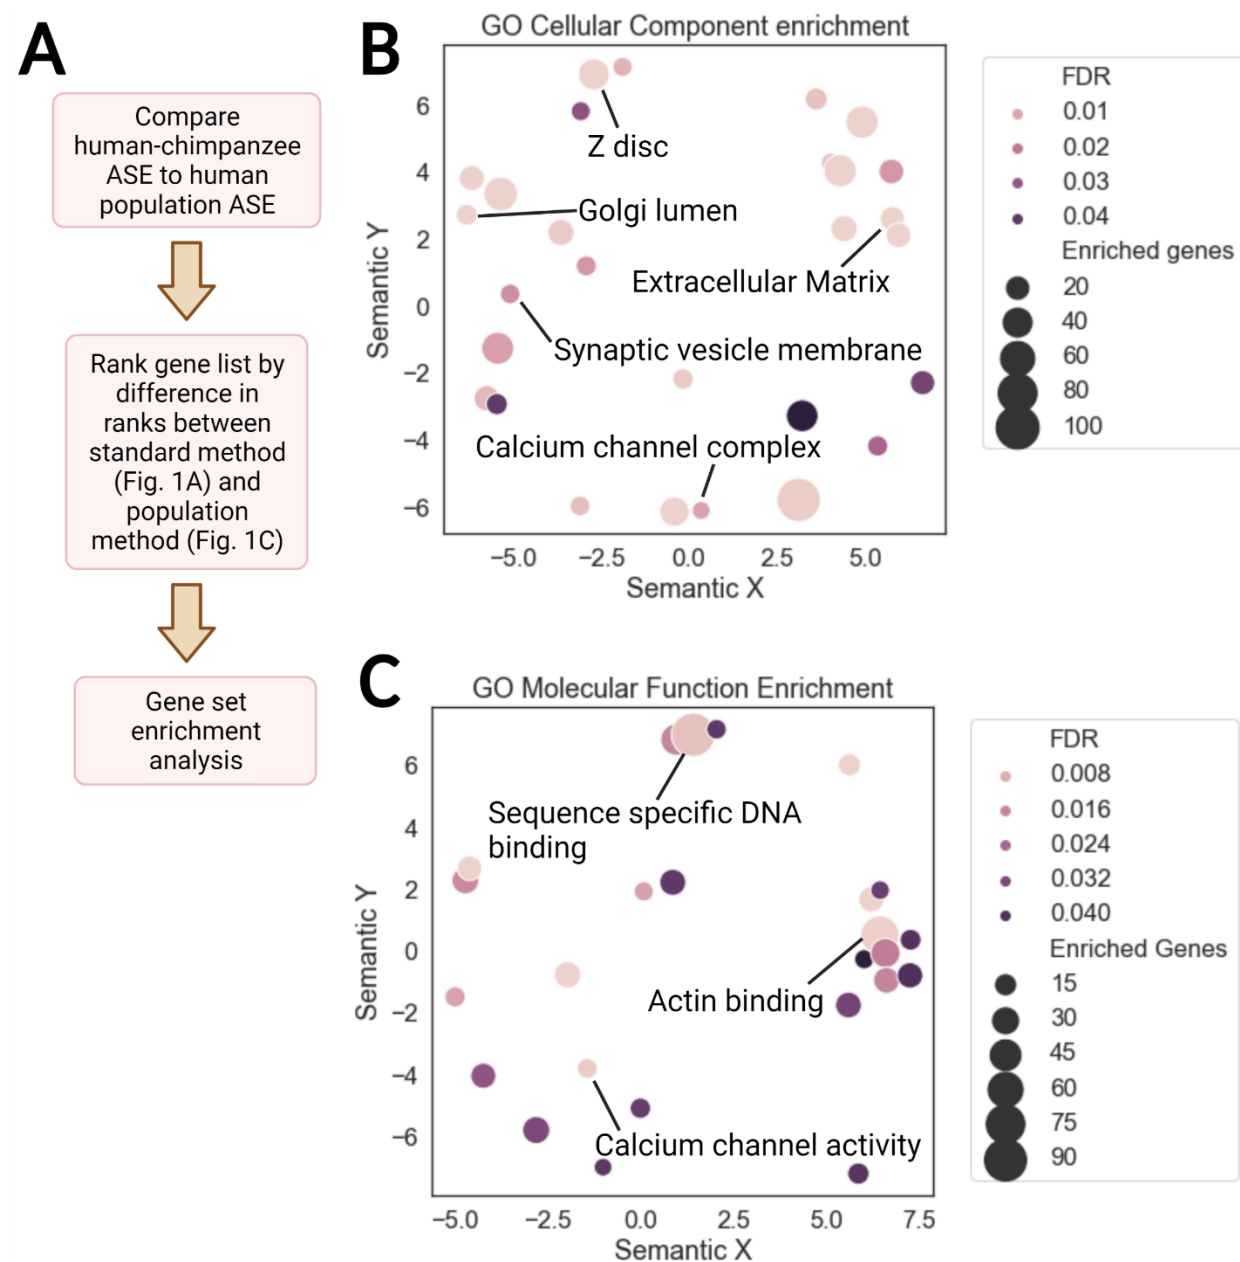 A
Compare
human-chimpanzee
ASE to human
population ASE
Rank gene list by
difference in
ranks between
standard method
(Fig. 1A) and
population
method (Fig. 1C)
Gene set
enrichment
analysis
B
GO Cellular Component enrichment
Semantic Y
6
4
2
0
−2
−4
−6
Z disc
Golgi lumen
Extracellular Matrix
Synaptic vesicle membrane
Calcium channel complex
−5.0 −2.5 0.0 2.5 5.0
Semantic X
FDR
0.01
0.02
0.03
0.04
Enriched genes
20
40
60
80
100
C
GO Molecular Function Enrichment
Semantic Y
6
4
2
0
−2
−4
−6
Sequence specific DNA
binding
Actin binding
Calcium channel activity
−5.0 −2.5 0.0 2.5 5.0 7.5
Semantic X
FDR
0.008
0.016
0.024
0.032
0.040
Enriched Genes
15
30
45
60
75
90